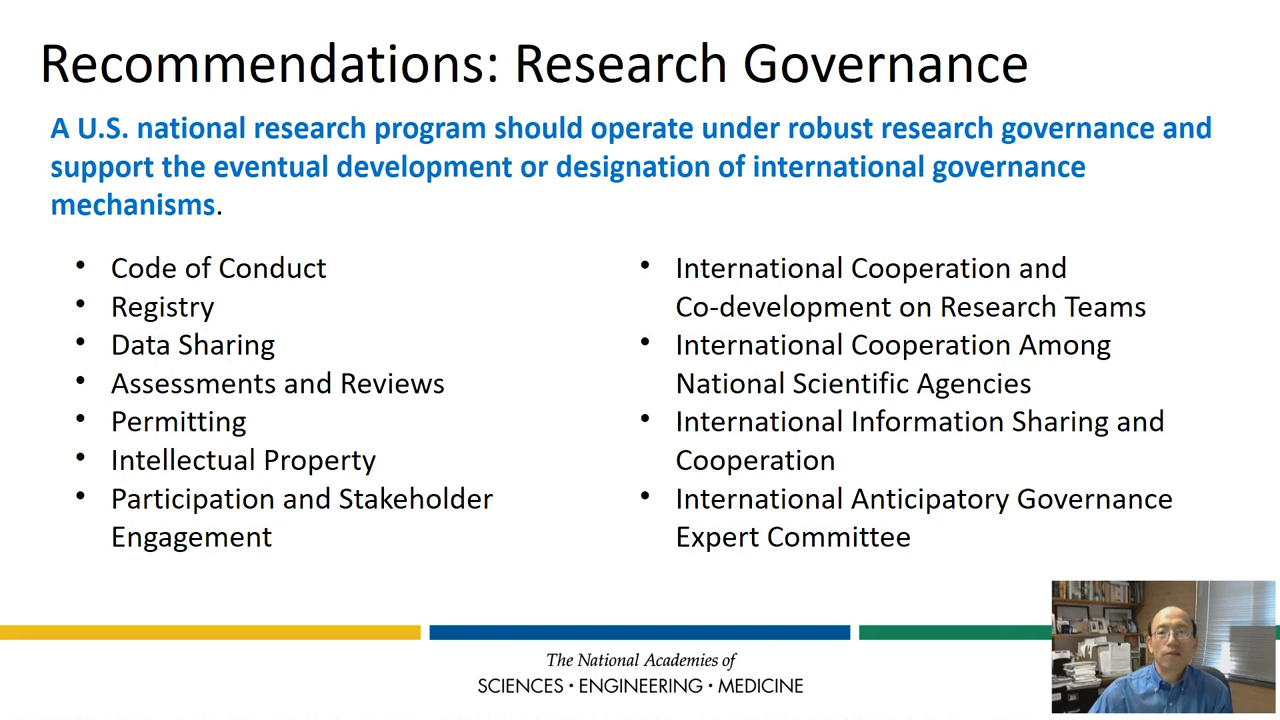 Recommendations: Research Governance
A U.S. national research program should operate under robust research governance and
support the eventual development or designation of international governance
mechanisms.
• Code of Conduct
• Registry
• Data Sharing
• Assessments and Reviews
• Permitting
• Intellectual Property
• Participation and Stakeholder
Engagement
• International Cooperation and
Co-development on Research Teams
• International Cooperation Among
National Scientific Agencies
• International Information Sharing and
Cooperation
• International Anticipatory Governance
Expert Committee
The National Academies of
SCIENCES · ENGINEERING · MEDICINE